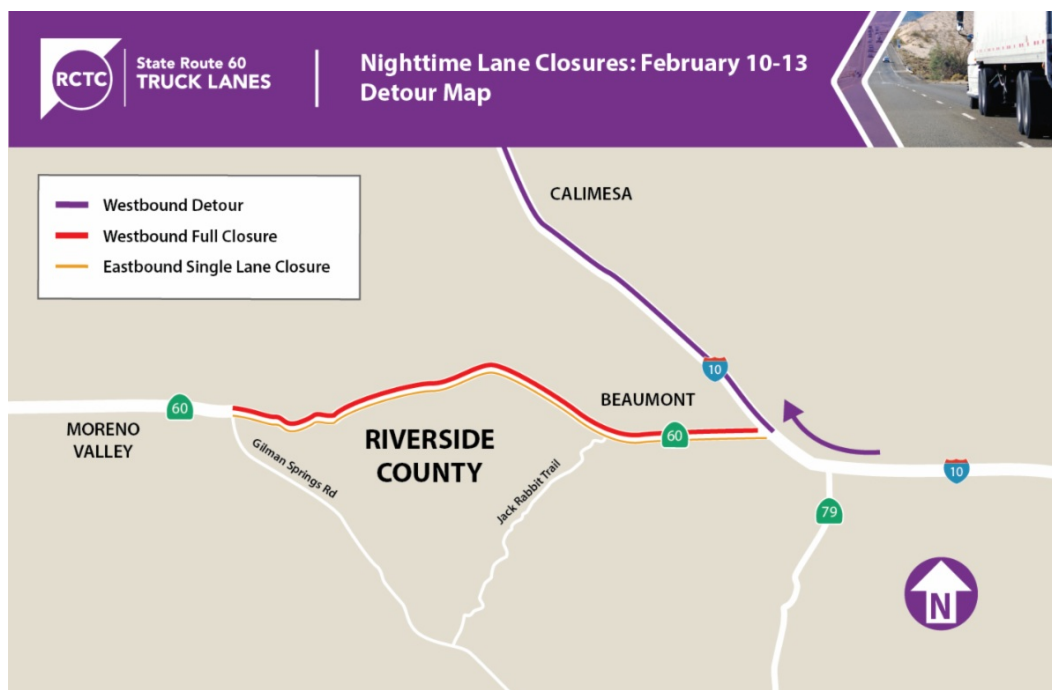 RCTC
State Route 60
TRUCK LANES
Nighttime Lane Closures: February 10-13
Detour Map
Westbound Detour
Westbound Full Closure
Eastbound Single Lane Closure
CALIMESA
10
BEAUMONT
60
MORENO
VALLEY
Gilman Springs Rd
RIVERSIDE
COUNTY
60
Jack Rabbit Trail
10
79
N